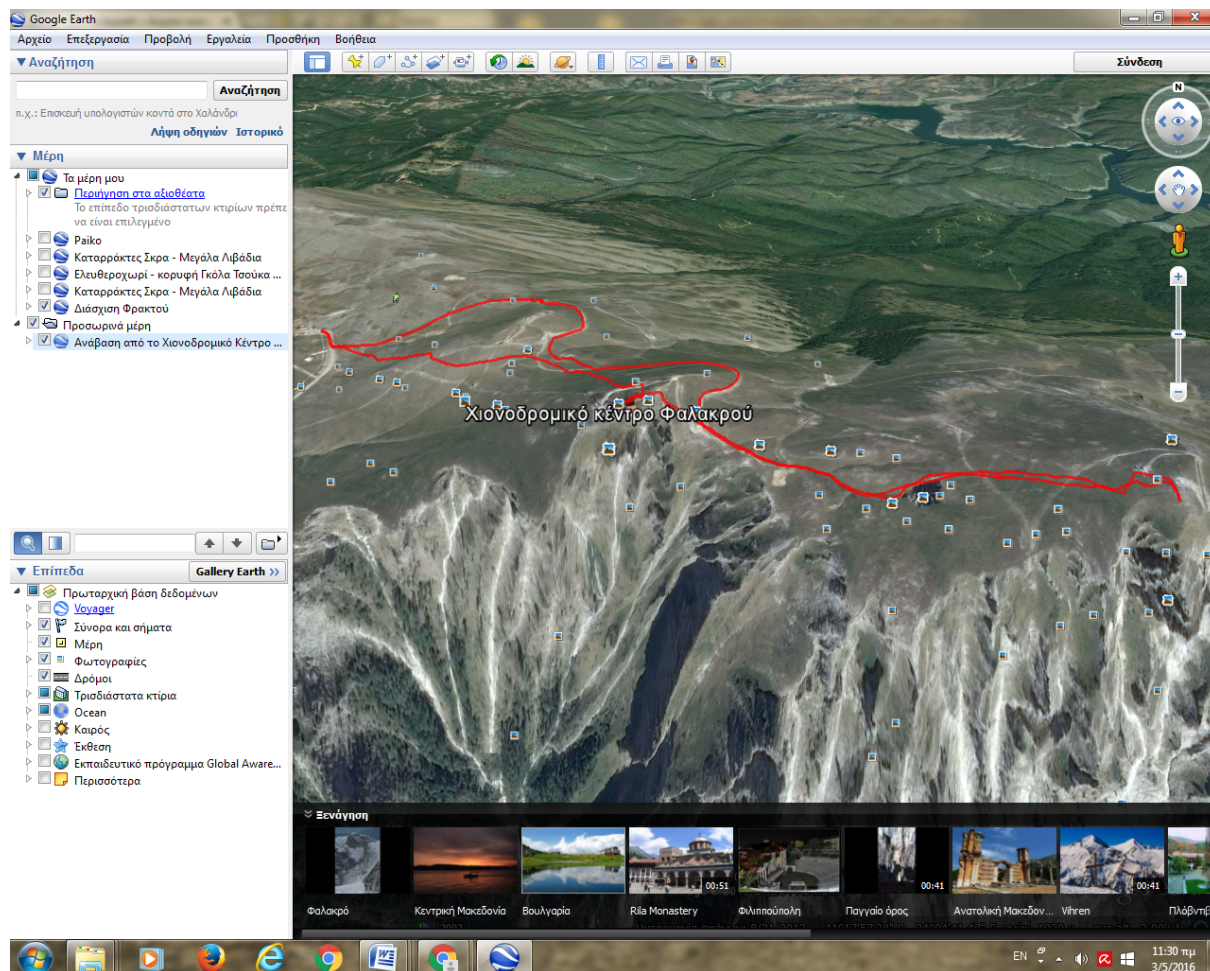 Google Earth
Αρχείο Επεξεργασία Προβολή Εργαλεία Προσθήκη Βοήθεια
Αναζήτηση
Αναζήτηση
π.χ.: Επισκευή υπολογιστών κοντά στο Χαλάνδρι
Λήψη οδηγιών Ιστορικό
Μέρη
Τα μέρη μου
Περιήγηση στα αξιοθέατα
Το επίπεδο τρισδιάστατων κτιρίων πρέπε
να είναι επιλεγμένο
Paiko
Καταρράκτες Σκρα - Μεγάλα Λιβάδια
Ελευθεροχωρί - κορυφή Γκόλα Τσούκα ...
Καταρράκτες Σκρα - Μεγάλα Λιβάδια
Διάσχιση Φρακτού
Προσωρινά μέρη
Ανάβαση από το Χιονοδρομικό Κέντρο ...
Επίπεδα
Gallery Earth >>
Πρωταρχική βάση δεδομένων
Voyager
Σύνορα και σήματα
Μέρη
Φωτογραφίες
Δρόμοι
Τρισδιάστατα κτίρια
Ocean
Καιρός
Έκθεση
Εκπαιδευτικό πρόγραμμα Global Aware...
Περισσότερα
Σύνδεση
N
Χιονοδρομικό κέντρο Φαλακρού
Ξενάγηση
00:51
00:41
00:41
Φαλακρό
Κεντρική Μακεδονία
Βουλγαρία
Rila Monastery
Φιλιππούπολη
Παγγαίο όρος
Ανατολική Μακεδον...
Vihren
Πλόβντι
EN
11:30 πμ
3/5/2016